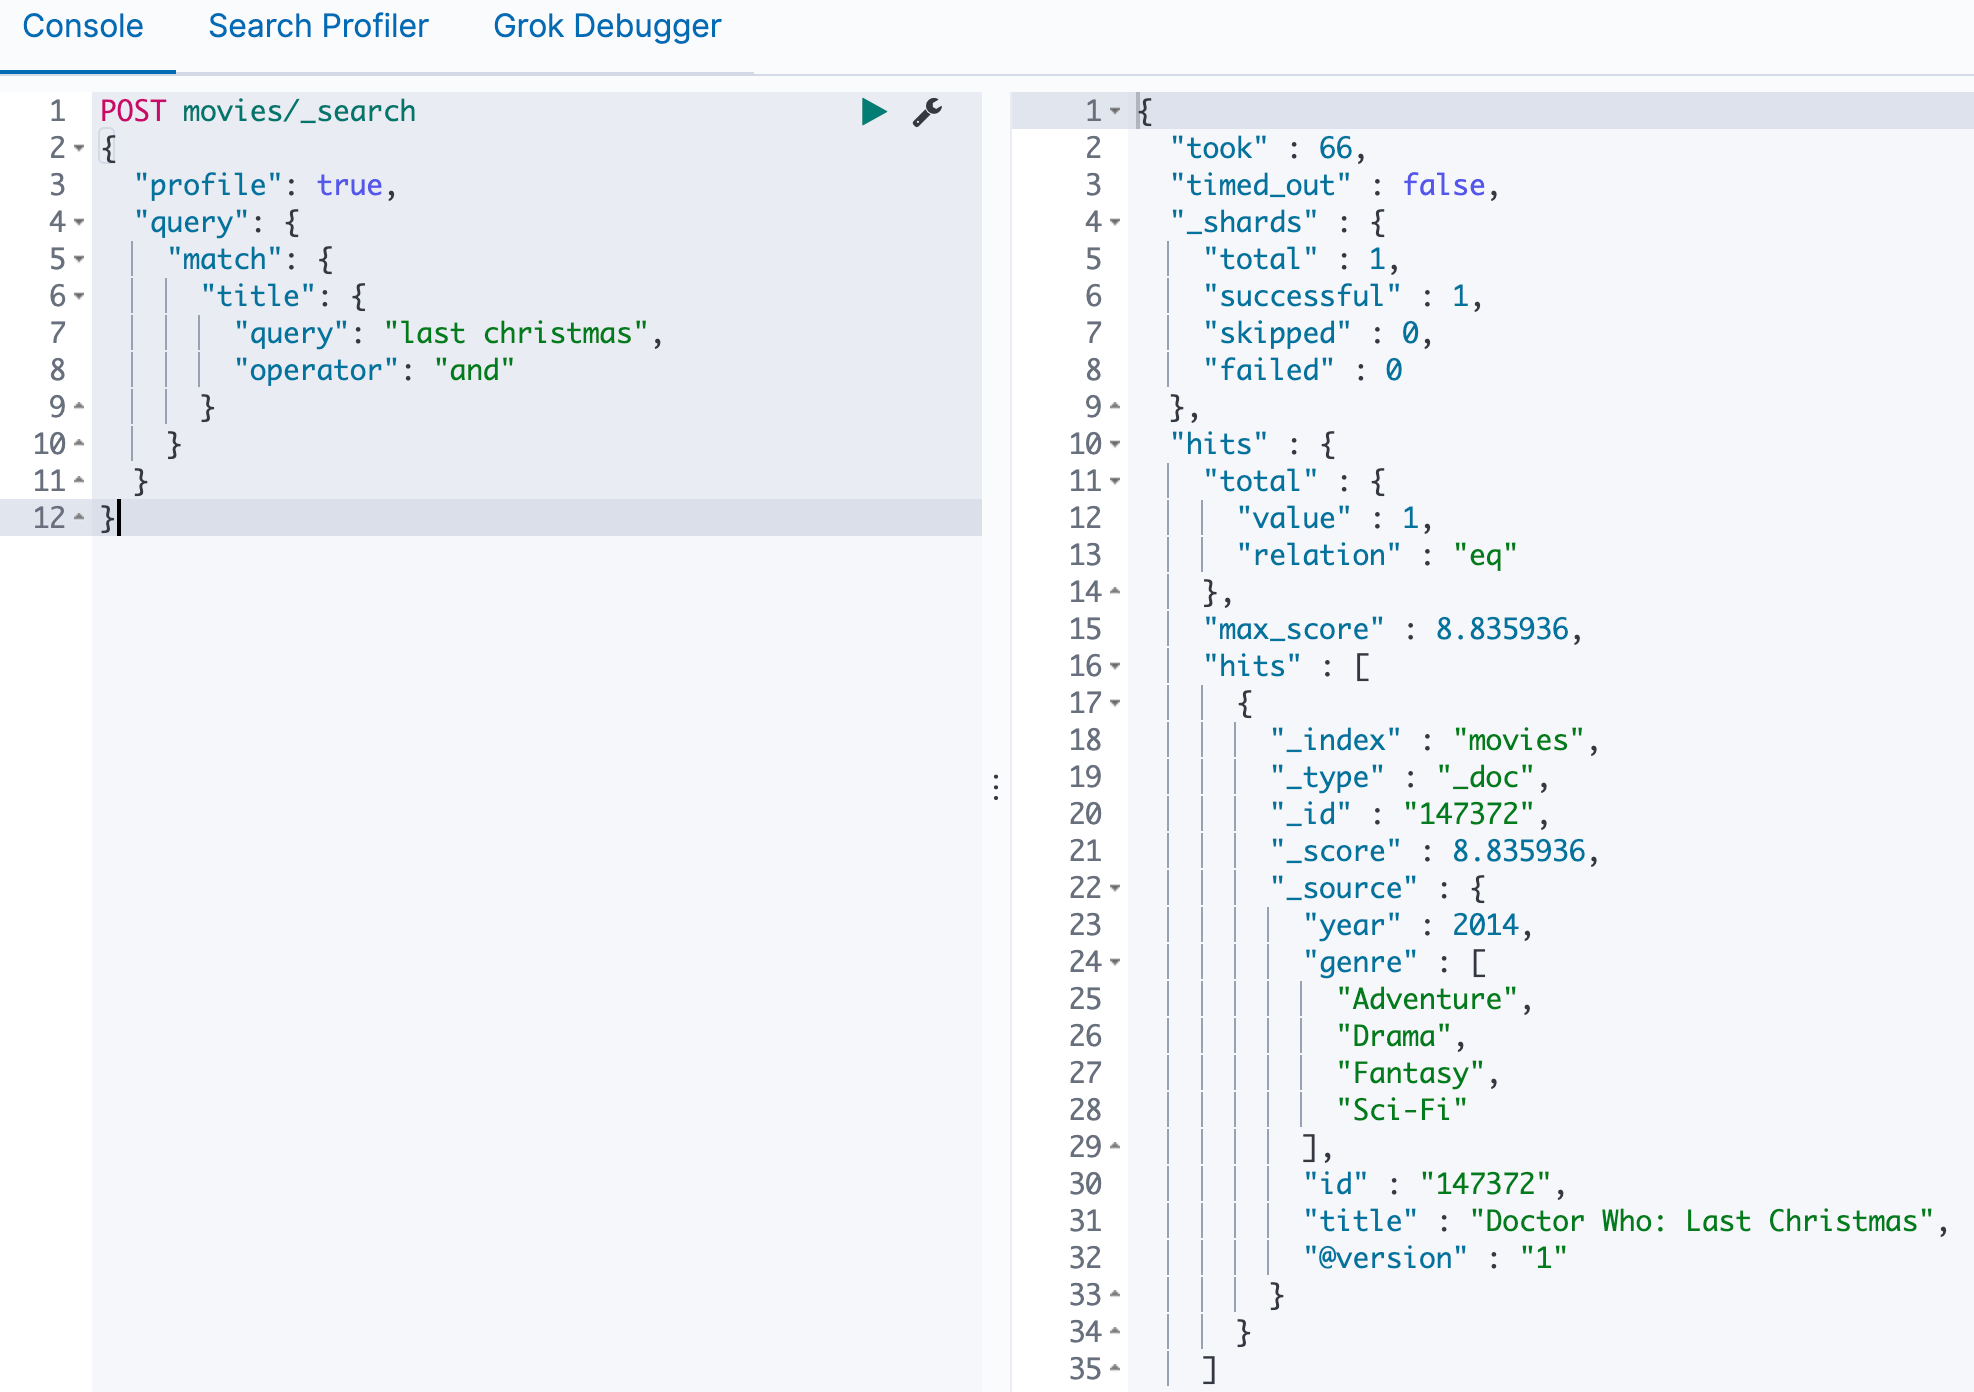 Console Search Profiler Grok Debugger
1 POST movies/_search
2 {
3 "profile": true,
4 "query": {
5 "match": {
6 "title": {
7 "query": "last christmas",
8 "operator": "and"
9 }
10 }
11 }
12 }
1 {
2 "took" : 66,
3 "timed_out" : false,
4 "_shards" : {
5 "total" : 1,
6 "successful" : 1,
7 "skipped" : 0,
8 "failed" : 0
9 },
10 "hits" : {
11 "total" : {
12 "value" : 1,
13 "relation" : "eq"
14 },
15 "max_score" : 8.835936,
16 "hits" : [
17 {
18 "_index" : "movies",
19 "_type" : "_doc",
20 "_id" : "147372",
21 "_score" : 8.835936,
22 "_source" : {
23 "year" : 2014,
24 "genre" : [
25 "Adventure",
26 "Drama",
27 "Fantasy",
28 "Sci-Fi"
29 ],
30 "id" : "147372",
31 "title" : "Doctor Who: Last Christmas",
32 "@version" : "1"
33 }
34 }
35 ]